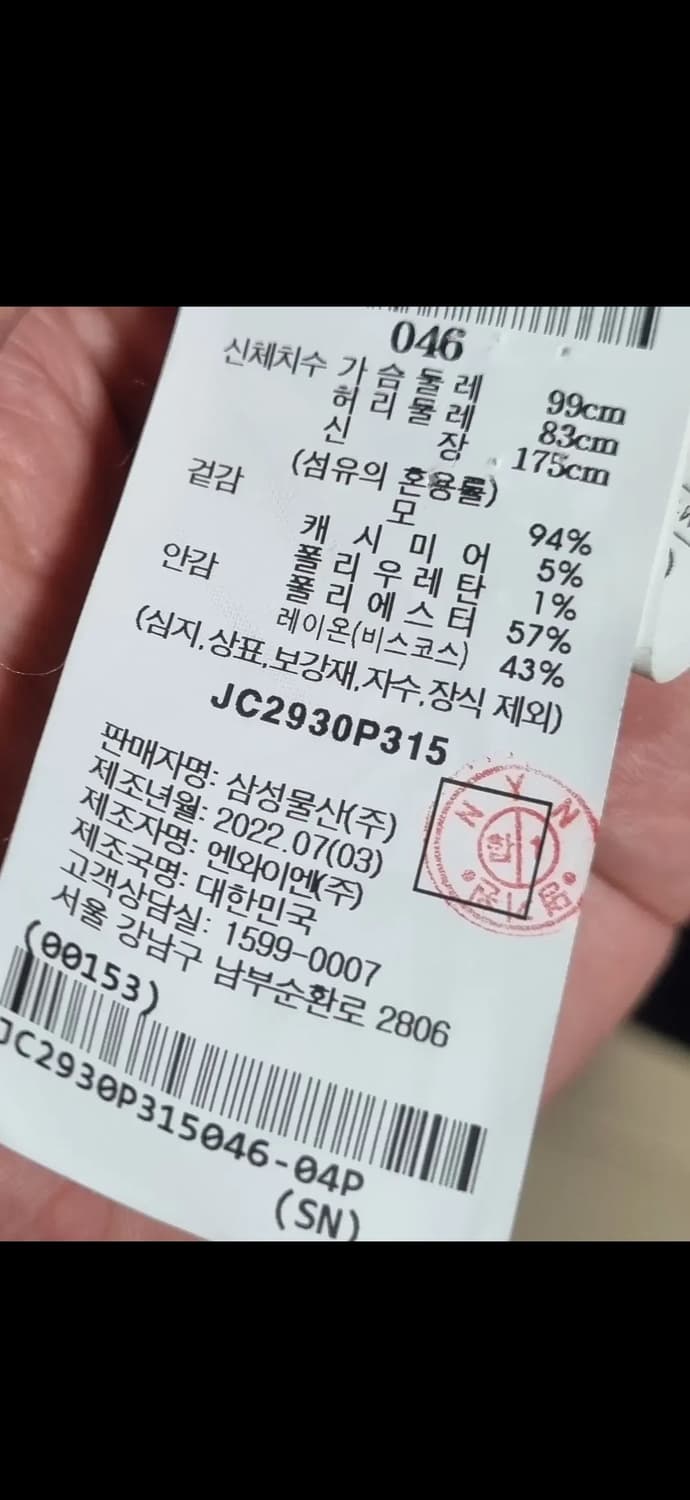 046
신체치수 가슴둘레 99cm
허리둘레 83cm
신장 175cm
(섬유의 혼용률)
겉감 모 94%
캐시미어 5%
폴리우레탄 1%
안감 폴리에스터 57%
레이온(비스코스) 43%
(심지,상표,보강재,자수,장식 제외)
JC2930P315
판매자명: 삼성물산(주)
제조년월: 2022.07(03)
제조자명: 엔와이엔(주)
제조국명: 대한민국
고객상담실: 1599-0007
서울 강남구 남부순환로 2806
(00153)
N Y N
JC2930P315046-04P
(SN)